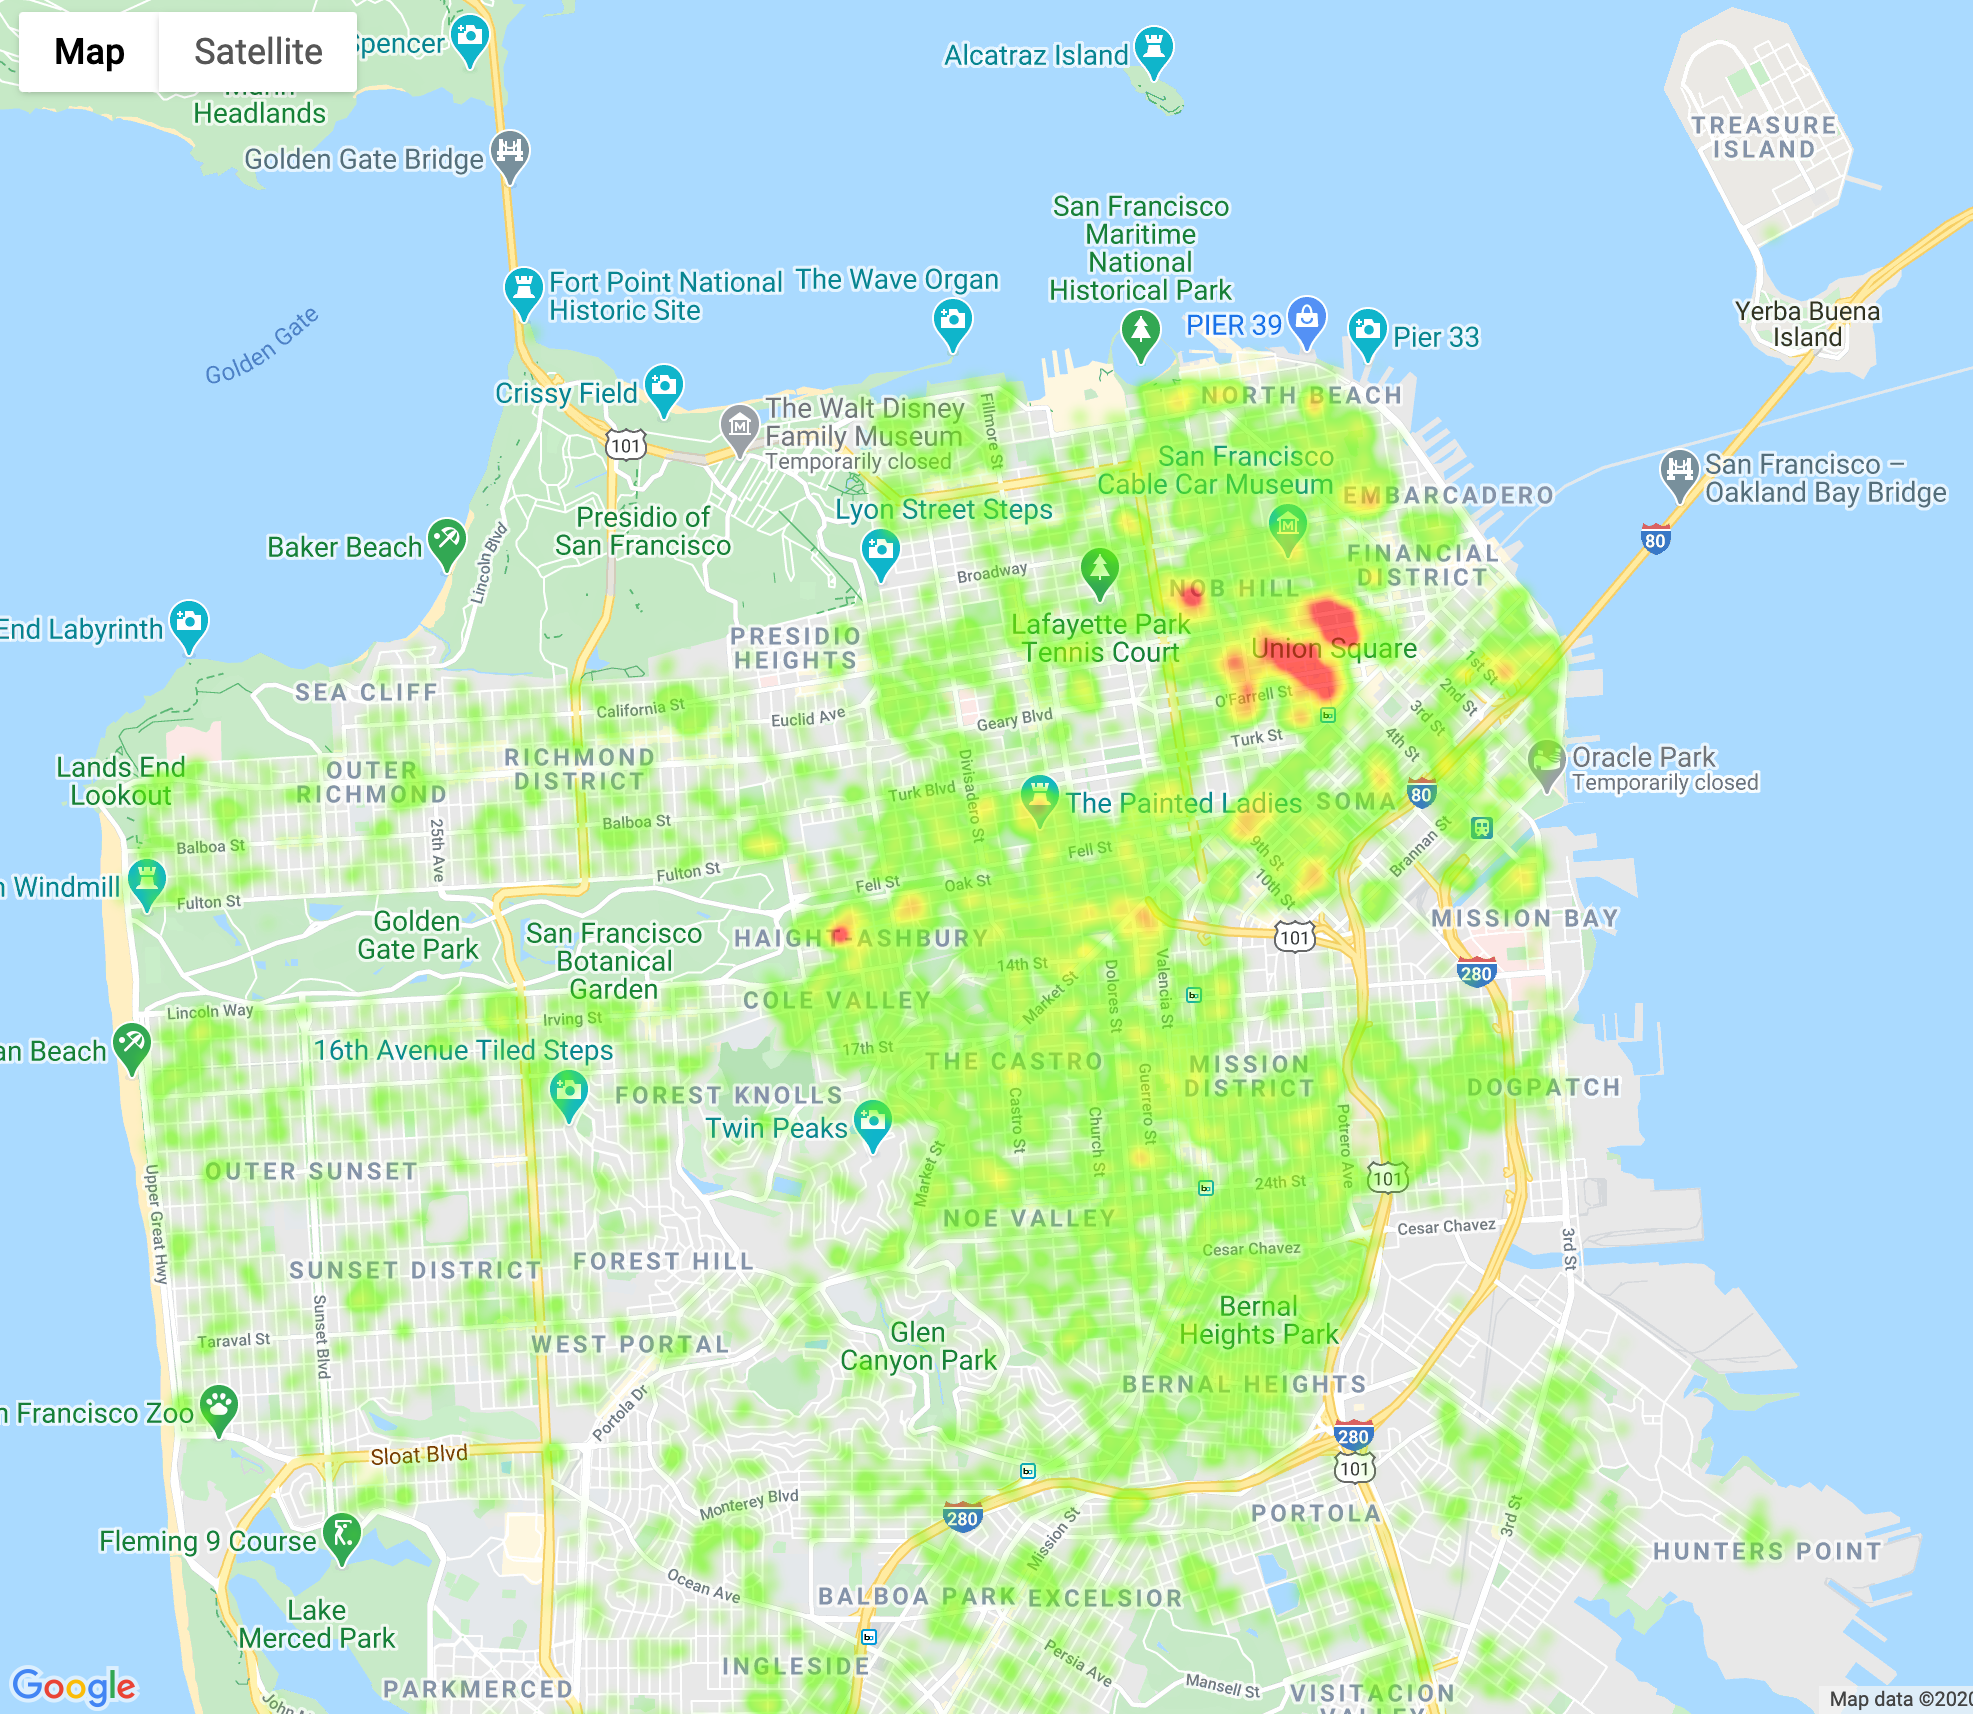 Map
Satellite
Spencer
Alcatraz Island
Marin
Headlands
Golden Gate Bridge
TREASURE
ISLAND
San Francisco
Maritime
National
Historical Park
Fort Point National
Historic Site
The Wave Organ
PIER 39
Pier 33
Yerba Buena
Island
Golden Gate
Crissy Field
The Walt Disney
Family Museum
Temporarily closed
Fillmore St
NORTH BEACH
101
San Francisco
Cable Car Museum
EMBARCADERO
San Francisco –
Oakland Bay Bridge
80
Lyon Street Steps
Presidio of
San Francisco
Baker Beach
Lincoln Blvd
Broadway
FINANCIAL
DISTRICT
NOB HILL
End Labyrinth
PRESIDIO
HEIGHTS
Lafayette Park
Tennis Court
Union Square
SEA CLIFF
California St
Euclid Ave
Geary Blvd
O'Farrell St
1st St
2nd St
3rd St
4th St
Turk St
RICHMOND
DISTRICT
OUTER
RICHMOND
Lands End
Lookout
Oracle Park
Temporarily closed
Divisadero St
Turk Blvd
The Painted Ladies
SOMA
80
25th Ave
Balboa St
Balboa St
Fell St
9th St
10th St
Brannan St
Fulton St
Fell St
Oak St
n Windmill
Fulton St
Golden
Gate Park
San Francisco
Botanical
Garden
HAIGHT-ASHBURY
101
MISSION BAY
280
14th St
Market St
Dolores St
Valencia St
COLE VALLEY
Lincoln Way
Irving St
an Beach
16th Avenue Tiled Steps
17th St
THE CASTRO
MISSION
DISTRICT
DOGPATCH
FOREST KNOLLS
Twin Peaks
Castro St
Church St
Guerrero St
Potrero Ave
OUTER SUNSET
Market St
24th St
101
Upper Great Hwy
NOE VALLEY
Cesar Chavez
Cesar Chavez
3rd St
SUNSET DISTRICT
FOREST HILL
Sunset Blvd
Taraval St
WEST PORTAL
Glen
Canyon Park
Bernal
Heights Park
BERNAL HEIGHTS
n Francisco Zoo
Portola Dr
Sloat Blvd
280
101
Monterey Blvd
280
Mission St
PORTOLA
3rd St
HUNTERS POINT
Fleming 9 Course
Ocean Ave
BALBOA PARK
EXCELSIOR
Lake
Merced Park
INGLESIDE
Persia Ave
Mansell St
Google
PARKMERCED
VISITACION
VALLEY
Map data ©2020